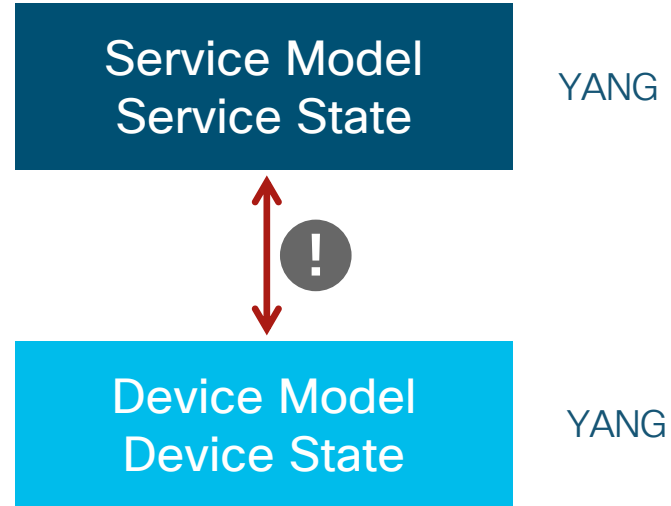 Service Model
Service State
YANG
!
Device Model
Device State
YANG